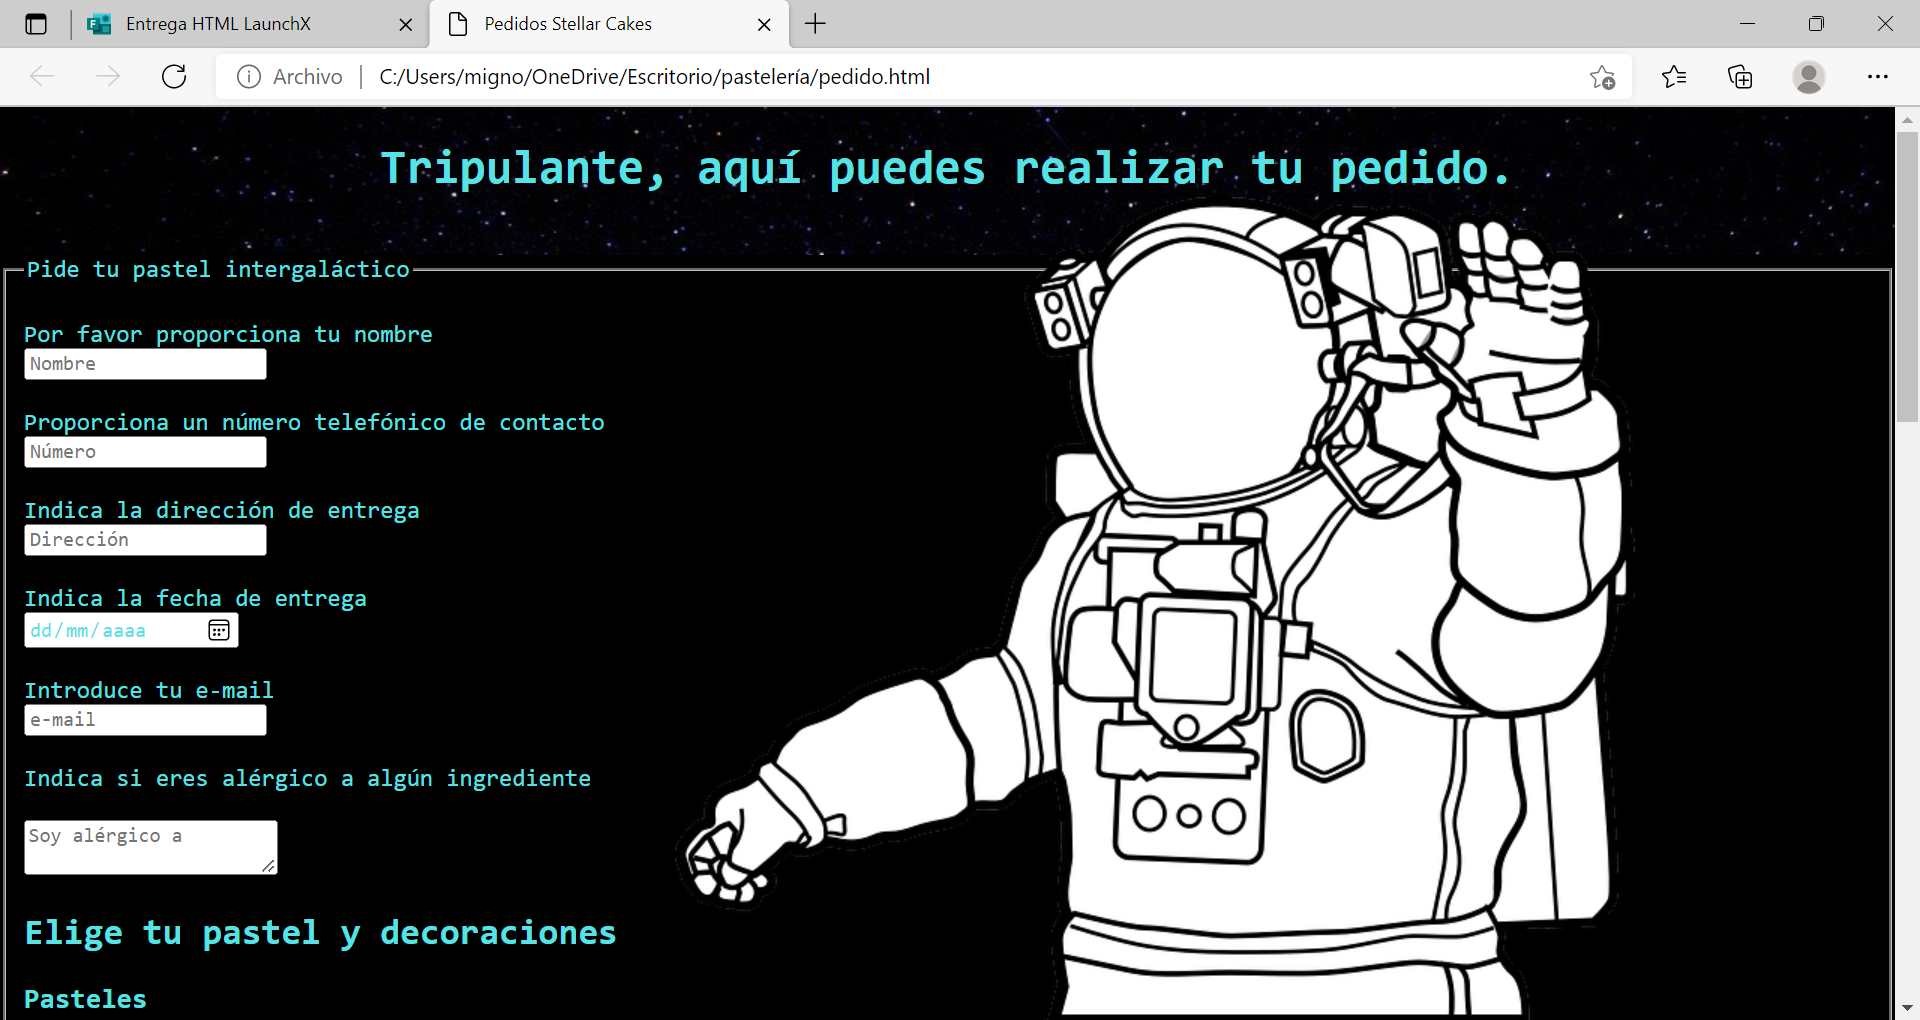 Entrega HTML LaunchX
Pedidos Stellar Cakes
Archivo
C:/Users/migno/OneDrive/Escritorio/pastelería/pedido.html
Tripulante, aquí puedes realizar tu pedido.
Pide tu pastel intergaláctico
Por favor proporciona tu nombre
Nombre
Proporciona un número telefónico de contacto
Número
Indica la dirección de entrega
Dirección
Indica la fecha de entrega
dd/mm/aaaa
Introduce tu e-mail
e-mail
Indica si eres alérgico a algún ingrediente
Soy alérgico a
Elige tu pastel y decoraciones
Pasteles